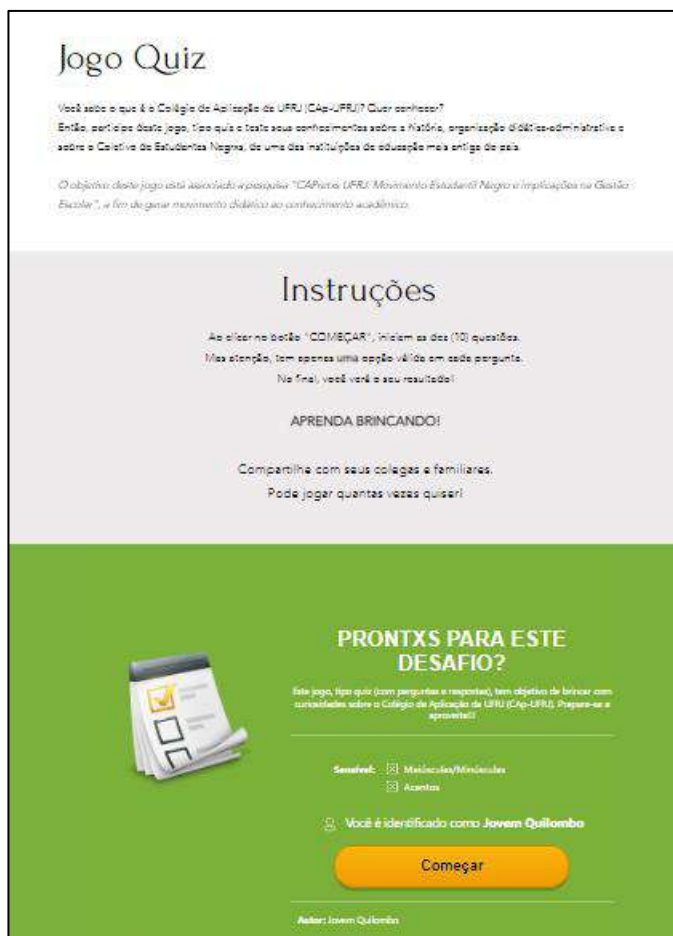 Jogo Quiz
Você sabe o que é o Colégio de Aplicação da UFRJ (CAp-UFRJ)? Quer conhecer?
Então, participe deste jogo, tipo quis e teste seus conhecimentos sobre a história, organização didática-administrativa e
sobre o Coletivo de Estudantes Negrxs, de uma das instituições de educação mais antiga do país.
O objetivo deste jogo está associado a pesquisa "CAPretxs UFRJ: Movimento Estudantil Negro e implicações na Gestão
Escolar", a fim de gerar movimento didático ao conhecimento acadêmico.
Instruções
Ao clicar no botão "COMEÇAR", iniciam as dez (10) questões.
Mas atenção, tem apenas uma opção válida em cada pergunta.
No final, você verá o seu resultado!
APRENDA BRINCANDO!
Compartilhe com seus colegas e familiares.
Pode jogar quantas vezes quiser!
PRONTXS PARA ESTE
DESAFIO?
Este jogo, tipo quiz (com perguntas e respostas), tem objetivo de brincar com
curiosidades sobre o Colégio de Aplicação da UFRJ (CAp-UFRJ). Prepare-se e
aproveite!!!
Sensível: Maiúsculas/Minúsculas
Acentos
Você é identificado como Jovem Quilombo
Começar
Autor: Jovem Quilombo